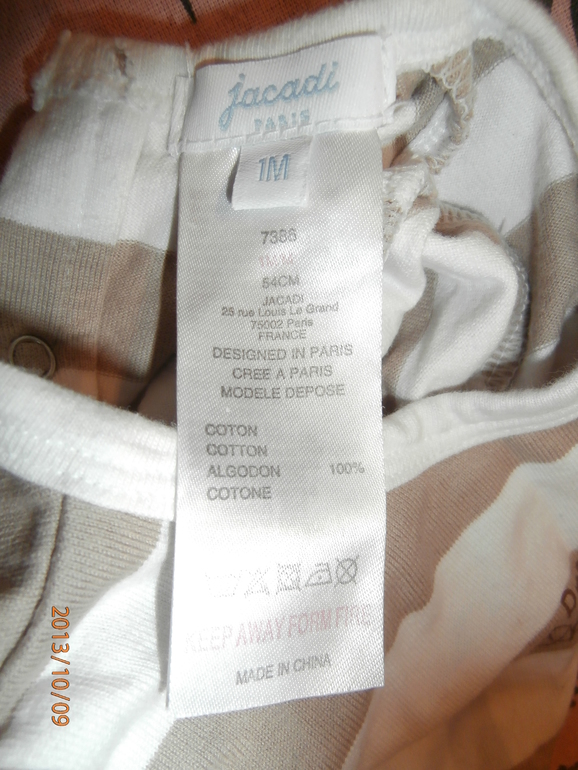 jacadi
PARIS
1M
7386
54CM
JACADI
25 rue Louis Le Grand
75002 Paris
FRANCE
DESIGNED IN PARIS
CREE A PARIS
MODELE DEPOSE
COTON
COTTON
ALGODON 100%
COTONE
KEEP AWAY FORM FIRE
MADE IN CHINA
2013/10/09